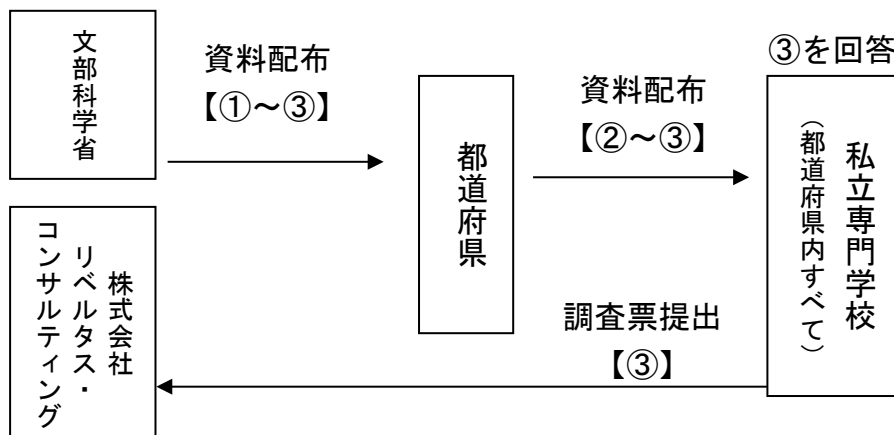 文部科学省
資料配布
【①~③】
都道府県
資料配布
【②~③】
③を回答
私立専門学校
（都道府県内すべて）
株式会社
リベルタス・
コンサルティング
調査票提出
【③】